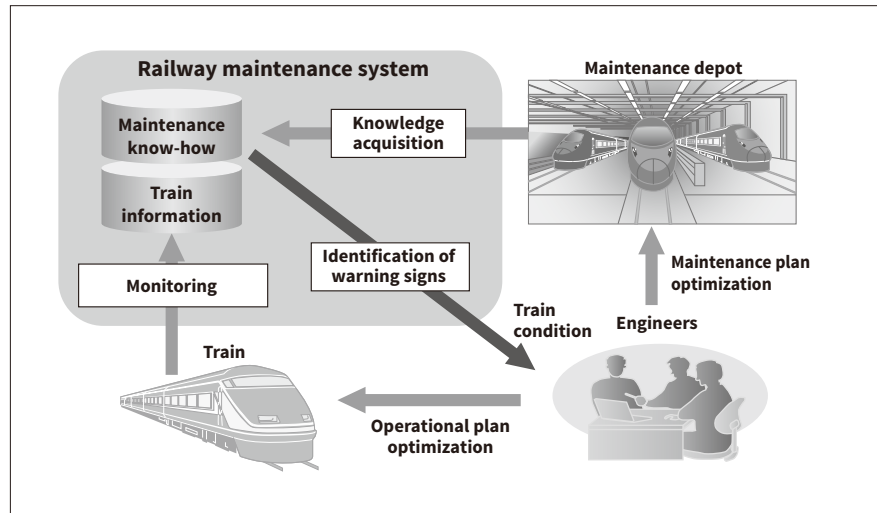 Railway maintenance system
Maintenance depot
Maintenance
know-how
Knowledge
acquisition
Train
information
Identification of
warning signs
Monitoring
Maintenance plan
optimization
Train
condition
Engineers
Train
Operational plan
optimization